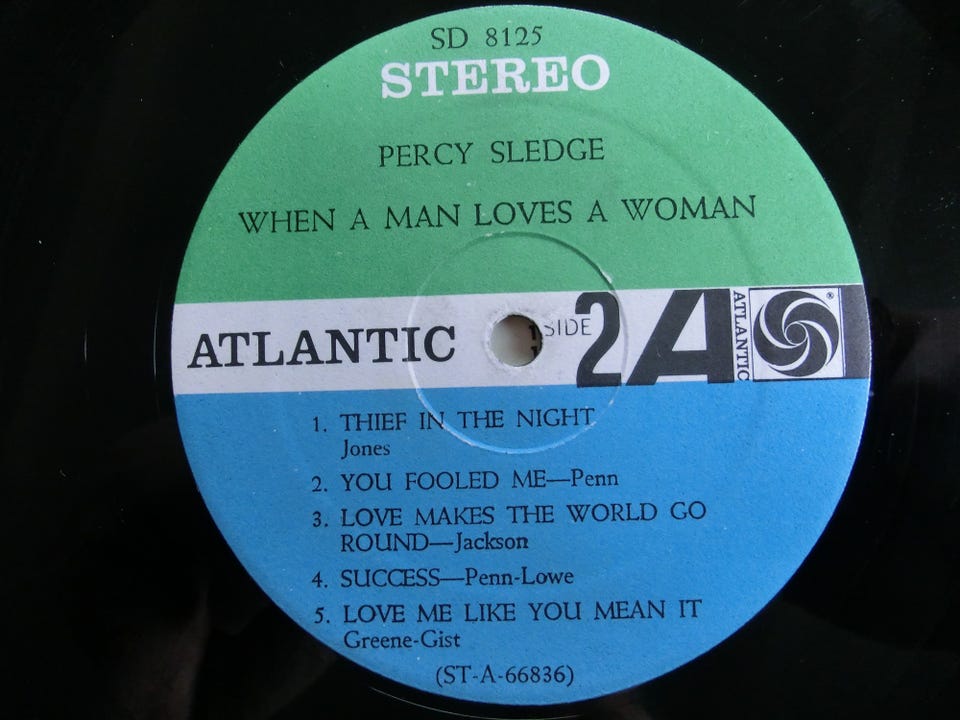 SD 8125
STEREO
PERCY SLEDGE
WHEN A MAN LOVES A WOMAN
ATLANTIC SIDE 2 A ATLANTIC ®
1. THIEF IN THE NIGHT
Jones
2. YOU FOOLED ME—Penn
3. LOVE MAKES THE WORLD GO
ROUND—Jackson
4. SUCCESS—Penn-Lowe
5. LOVE ME LIKE YOU MEAN IT
Greene-Gist
(ST-A-66836)